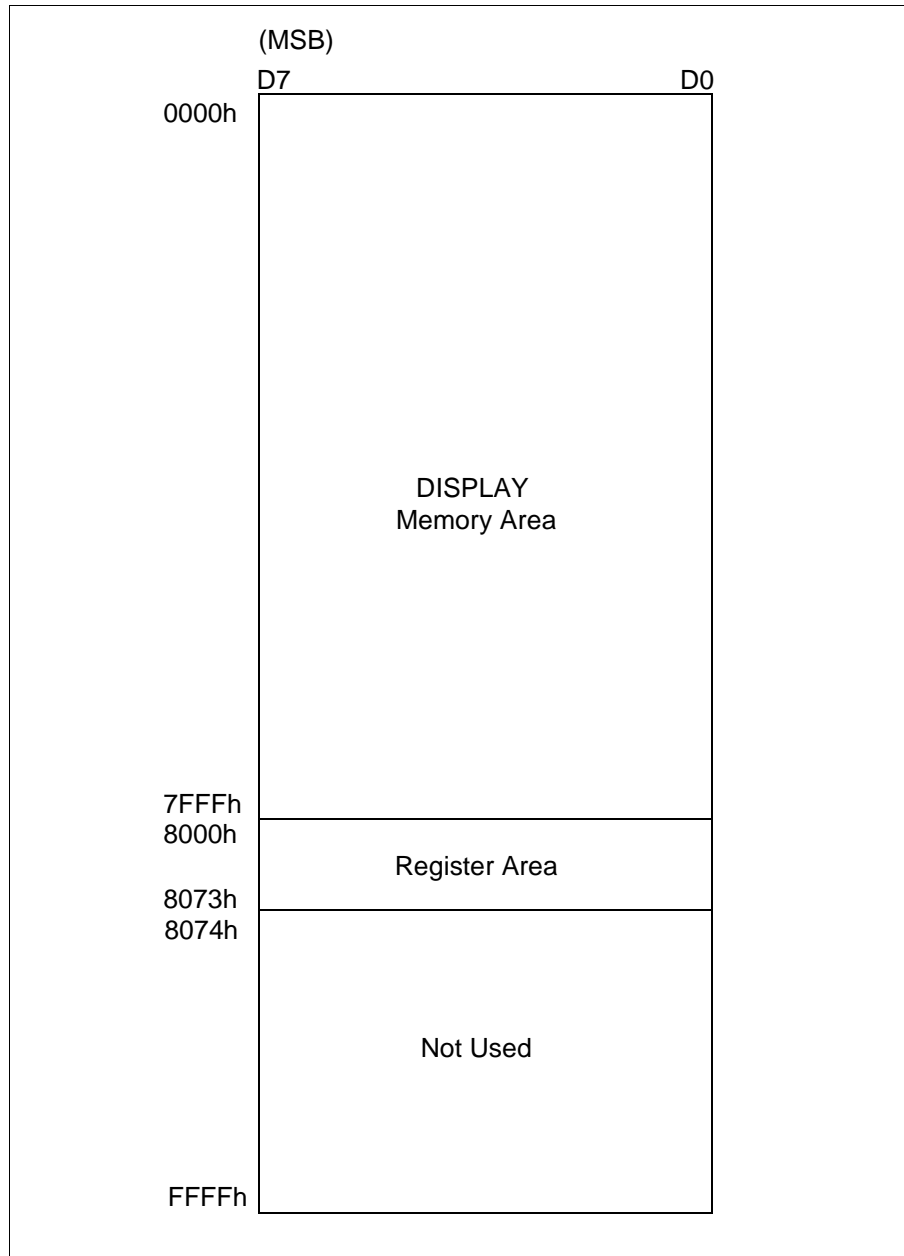 (MSB)
D7 D0
0000h
DISPLAY
Memory Area
7FFFh
8000h
Register Area
8073h
8074h
Not Used
FFFFh